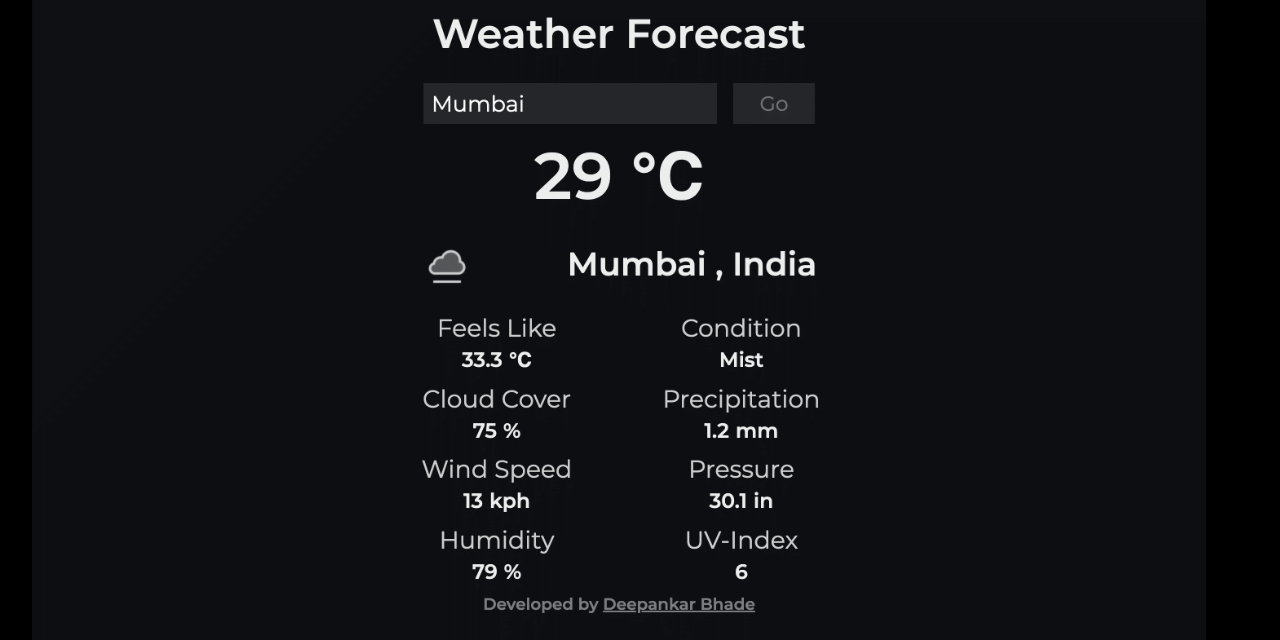 Weather Forecast
Mumbai Go
29 °C
Mumbai , India
Feels Like Condition
33.3 °C Mist
Cloud Cover Precipitation
75 % 1.2 mm
Wind Speed Pressure
13 kph 30.1 in
Humidity UV-Index
79 % 6
Developed by Deepankar Bhade